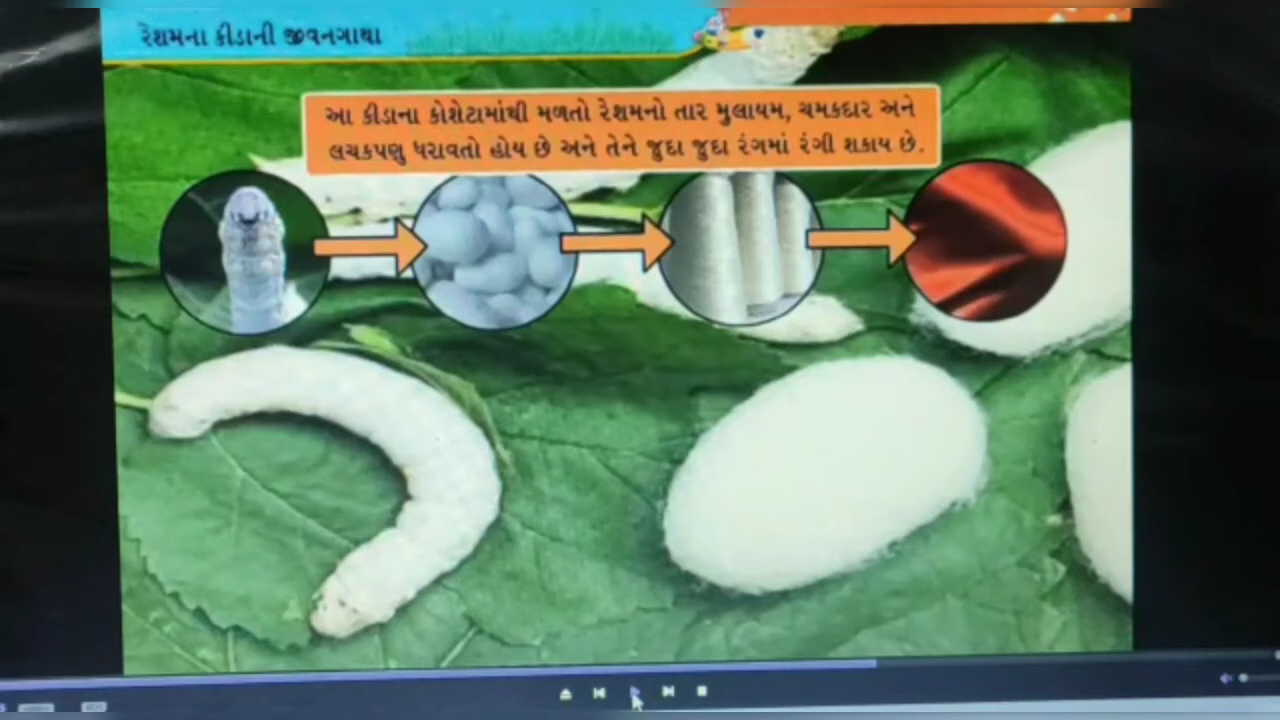 રેશમના કીડાની જીવનગાથા
આ કીડાના કોશેટામાંથી મળતો રેશમનો તાર મુલાયમ, ચમકદાર અને
લચકપણુ ધરાવતો હોય છે અને તેને જુદા જુદા રંગમાં રંગી શકાય છે.